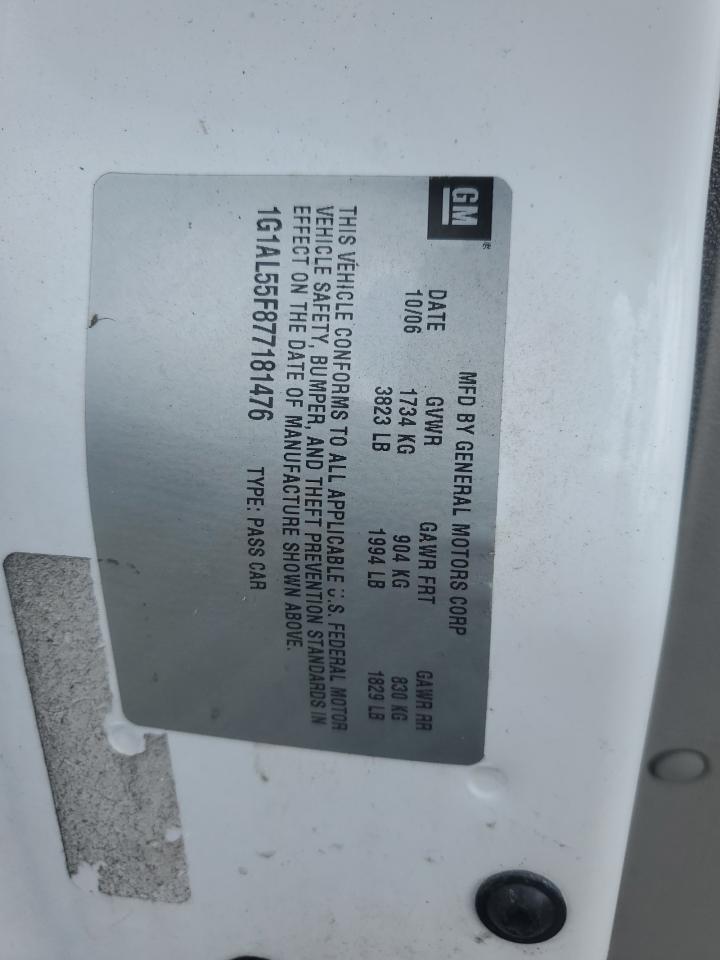 GM
MFD BY GENERAL MOTORS CORP
DATE GVWR GAWR FRT GAWR RR
10/06 1734 KG 904 KG 830 KG
3823 LB 1994 LB 1829 LB
THIS VEHICLE CONFORMS TO ALL APPLICABLE U.S. FEDERAL MOTOR
VEHICLE SAFETY, BUMPER, AND THEFT PREVENTION STANDARDS IN
EFFECT ON THE DATE OF MANUFACTURE SHOWN ABOVE.
1G1AL55F877181476 TYPE: PASS CAR